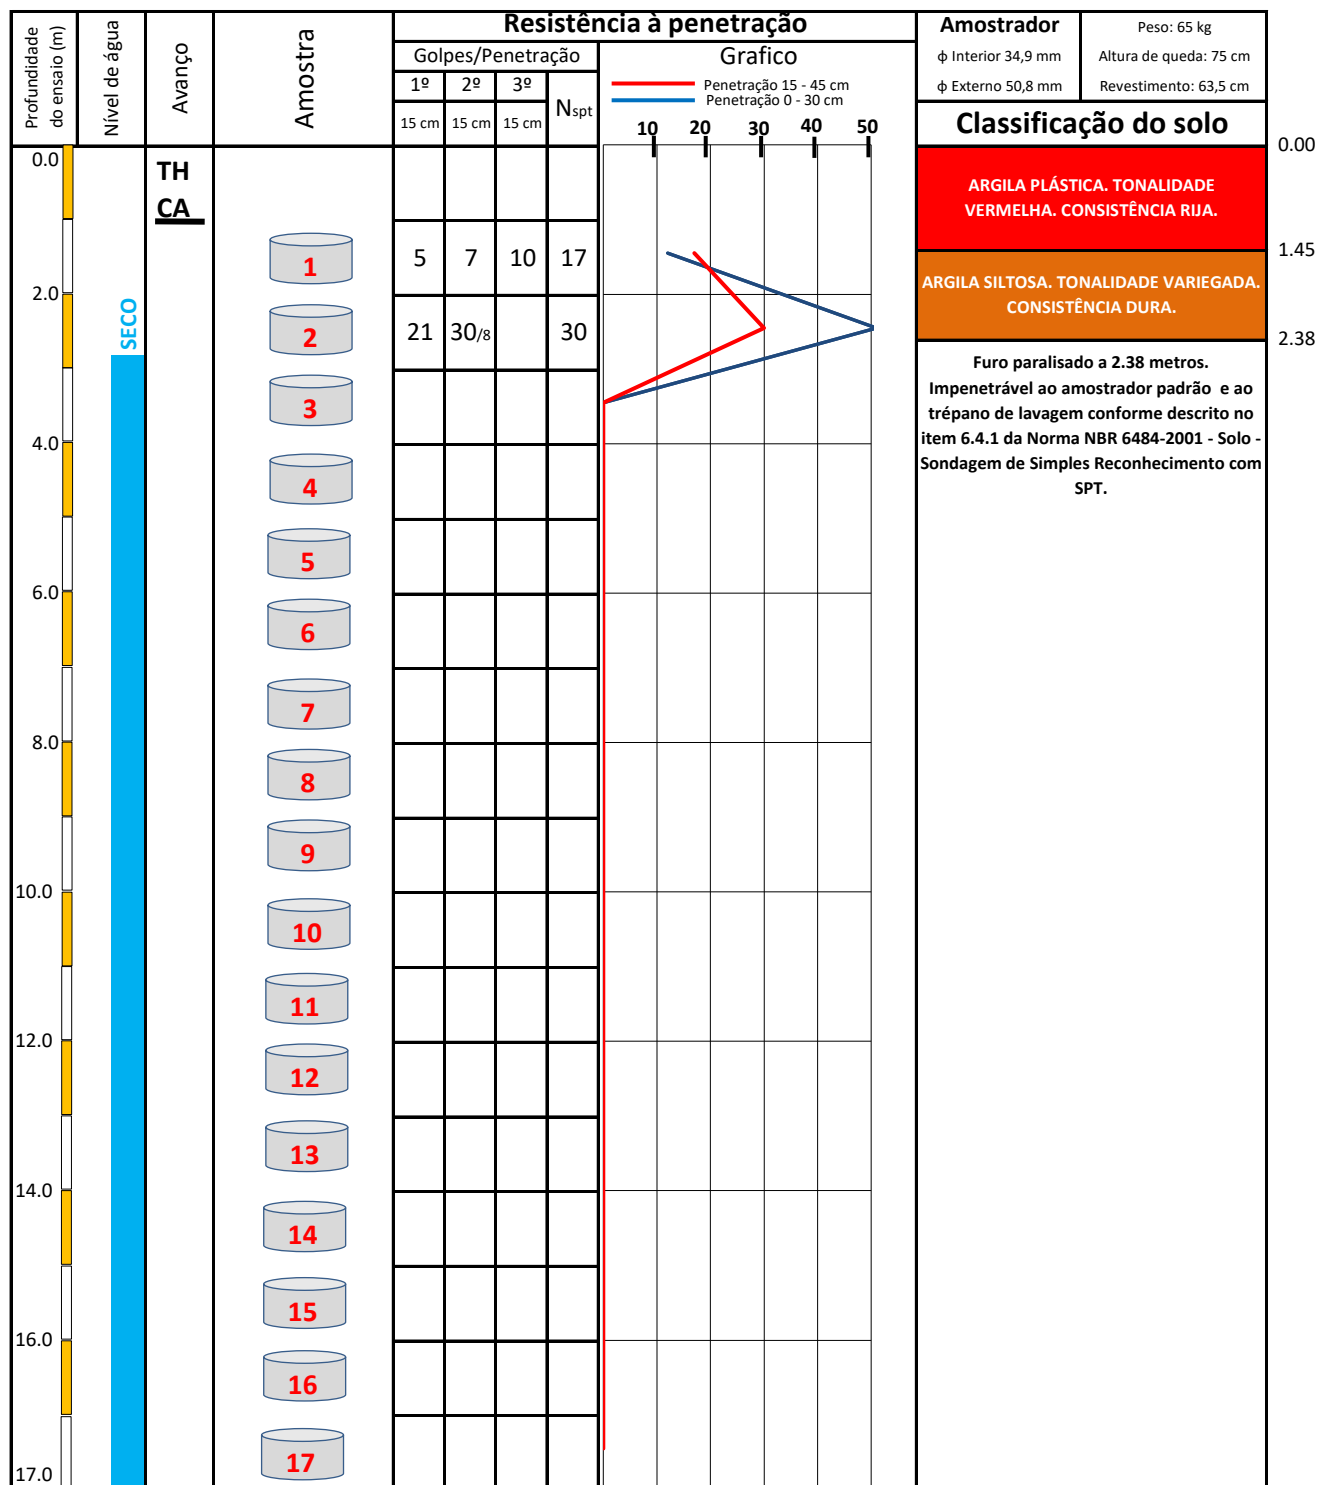 Profundidade
do ensaio (m)
Nível de água
Avanço
Amostra
Resistência à penetração
Golpes/Penetração
1º 2º 3º
15 cm 15 cm 15 cm
Nspt
Grafico
Penetração 15 - 45 cm
Penetração 0 - 30 cm
10 20 30 40 50
Amostrador
ϕ Interior 34,9 mm
ϕ Externo 50,8 mm
Peso: 65 kg
Altura de queda: 75 cm
Revestimento: 63,5 cm
Classificação do solo
0.00
0.0
TH
CA
ARGILA PLÁSTICA. TONALIDADE
VERMELHA. CONSISTÊNCIA RIJA.
1 5 7 10 17
1.45
2.0
SECO
ARGILA SILTOSA. TONALIDADE VARIEGADA.
CONSISTÊNCIA DURA.
2 21 30/8 30
2.38
Furo paralisado a 2.38 metros.
Impenetrável ao amostrador padrão e ao
trépano de lavagem conforme descrito no
item 6.4.1 da Norma NBR 6484-2001 - Solo -
Sondagem de Simples Reconhecimento com
SPT.
3
4.0
4
5
6.0
6
7
8.0
8
9
10.0
10
11
12.0
12
13
14.0
14
15
16.0
16
17
17.0